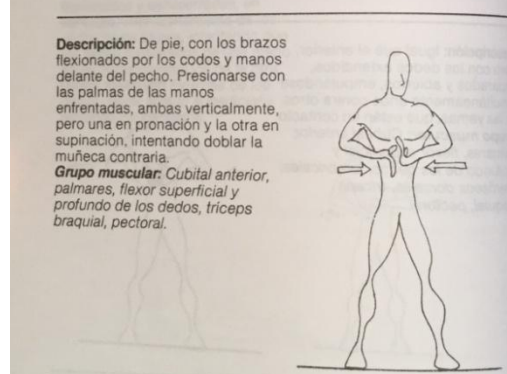 Descripción: De pie, con los brazos
flexionados por los codos y manos
delante del pecho. Presionarse con
las palmas de las manos
enfrentadas, ambas verticalmente,
pero una en pronación y la otra en
supinación, intentando doblar la
muñeca contraria.
Grupo muscular: Cubital anterior,
palmares, flexor superficial y
profundo de los dedos, triceps
braquial, pectoral.